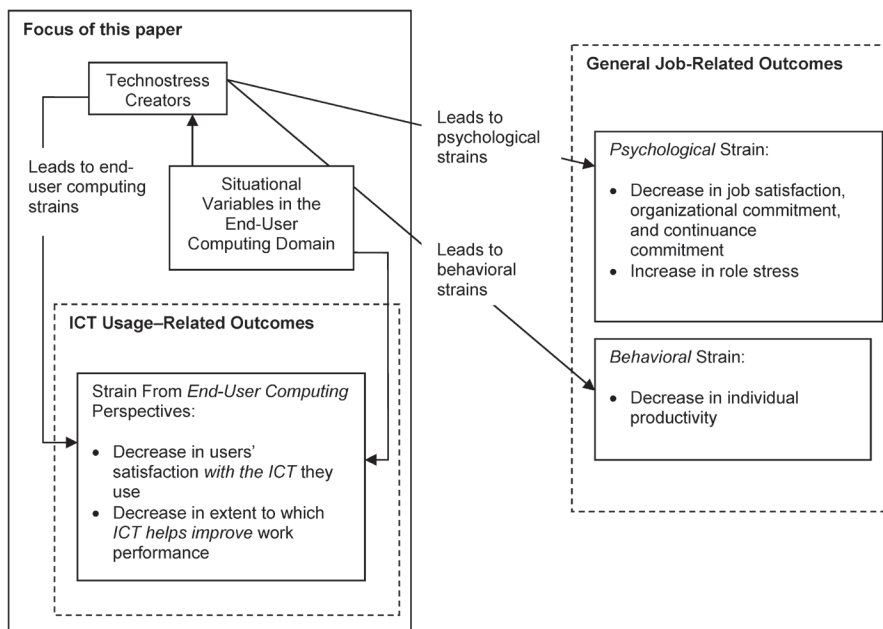 Focus of this paper
Technostress
Creators
Leads to end-
user computing
strains
Situational
Variables in the
End-User
Computing Domain
ICT Usage–Related Outcomes
Strain From End-User Computing
Perspectives:
• Decrease in users’
satisfaction with the ICT they
use
• Decrease in extent to which
ICT helps improve work
performance
Leads to
psychological
strains
Leads to
behavioral
strains
General Job-Related Outcomes
Psychological Strain:
• Decrease in job satisfaction,
organizational commitment,
and continuance
commitment
• Increase in role stress
Behavioral Strain:
• Decrease in individual
productivity